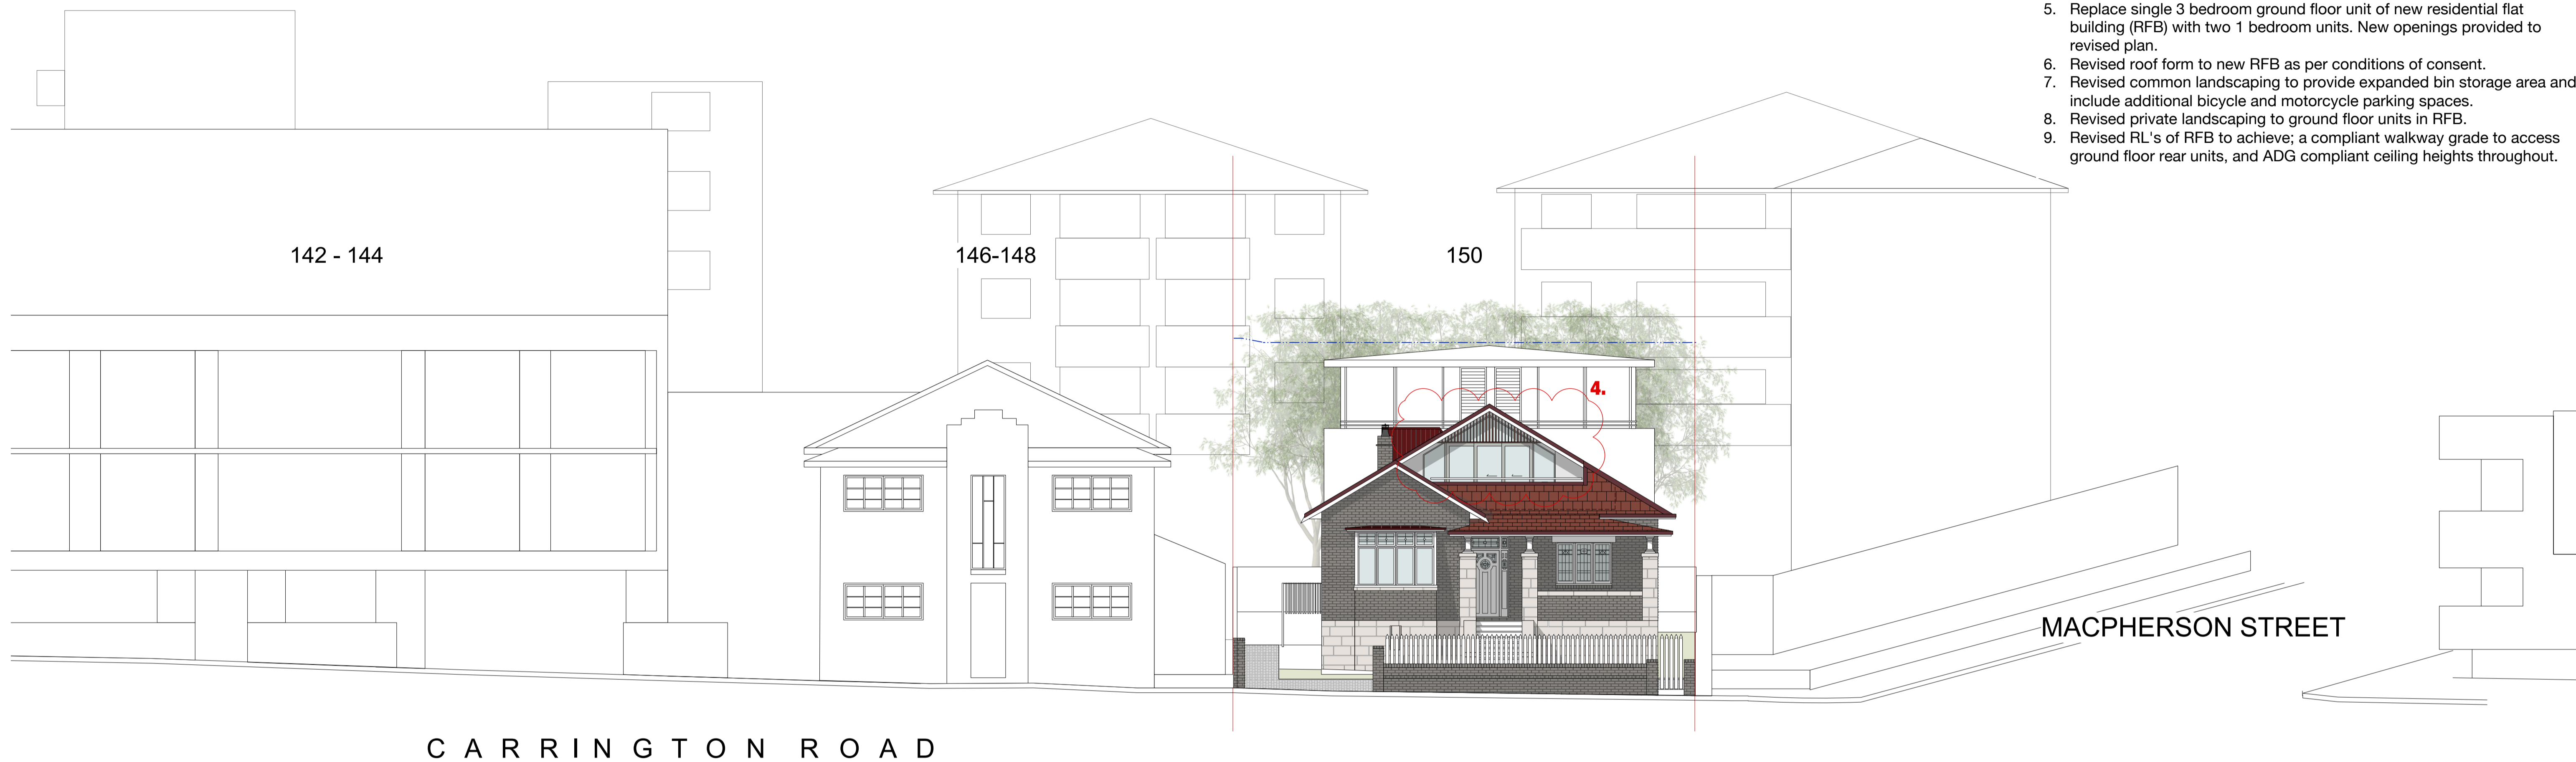 5. Replace single 3 bedroom ground floor unit of new residential flat
building (RFB) with two 1 bedroom units. New openings provided to
revised plan.
6. Revised roof form to new RFB as per conditions of consent.
7. Revised common landscaping to provide expanded bin storage area and
include additional bicycle and motorcycle parking spaces.
8. Revised private landscaping to ground floor units in RFB.
9. Revised RL's of RFB to achieve; a compliant walkway grade to access
ground floor rear units, and ADG compliant ceiling heights throughout.
142 - 144
146-148
150
4.
MACPHERSON STREET
CARRINGTON ROAD